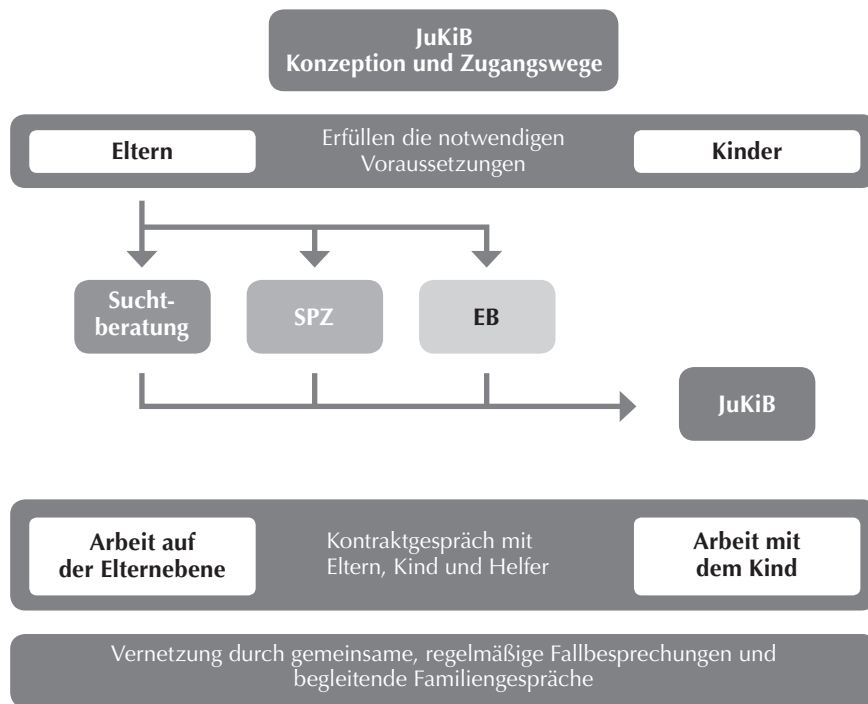 JuKiB
Konzeption und Zugangswege
Eltern
Erfüllen die notwendigen
Voraussetzungen
Kinder
Sucht-
beratung
SPZ
EB
JuKiB
Arbeit auf
der Elternebene
Kontraktgespräch mit
Eltern, Kind und Helfer
Arbeit mit
dem Kind
Vernetzung durch gemeinsame, regelmäßige Fallbesprechungen und
begleitende Familiengespräche